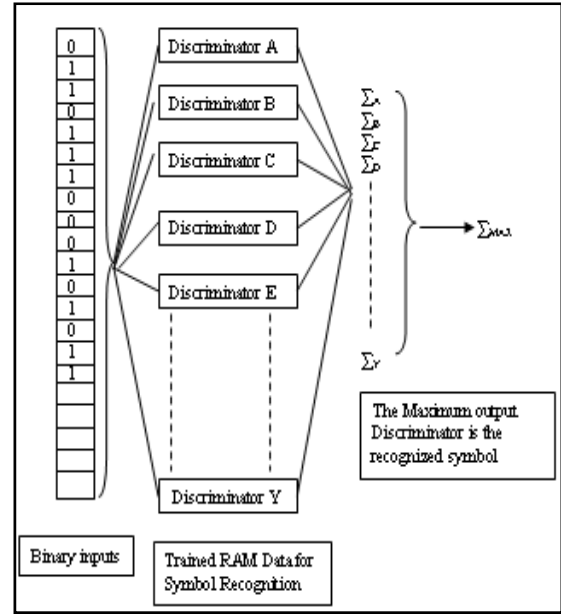 0
1
1
0
1
1
1
0
0
0
1
0
1
0
1
1
Discriminator A
Discriminator B
Discriminator C
Discriminator D
Discriminator E
Discriminator Y
∑A
∑B
∑
∑D
∑Y
∑MAX
The Maximum output
Discriminator is the
recognized symbol
Binary inputs
Trained RAM Data for
Symbol Recognition